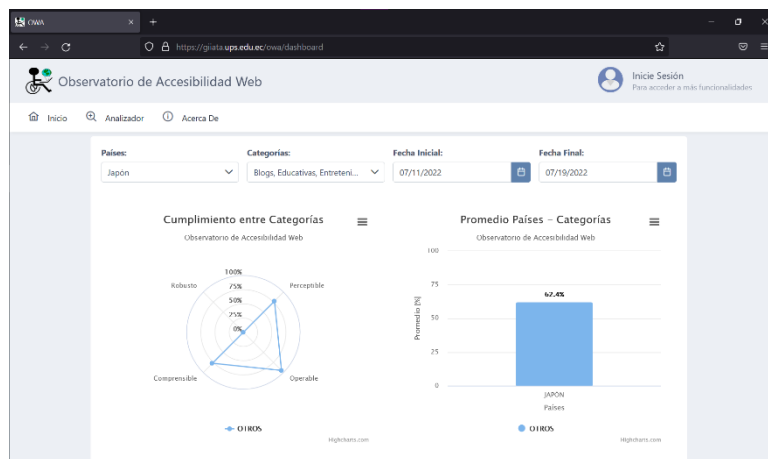 OWA
https://giiata.ups.edu.ec/owa/dashboard
Observatorio de Accesibilidad Web
Inicie Sesión
Para acceder a más funcionalidades
Inicio Analizador Acerca De
Países: Categorías: Fecha Inicial: Fecha Final:
Japón Blogs, Educativas, Entreteni... 07/11/2022 07/19/2022
Cumplimiento entre Categorías
Observatorio de Accesibilidad Web
100%
75%
50%
25%
0%
Robusto Perceptible
Comprensible Operable
OTROS
Highcharts.com
Promedio Países – Categorías
Observatorio de Accesibilidad Web
Promedio [%]
100
75
50
25
0
62.4%
JAPÓN
Países
OTROS
Highcharts.com